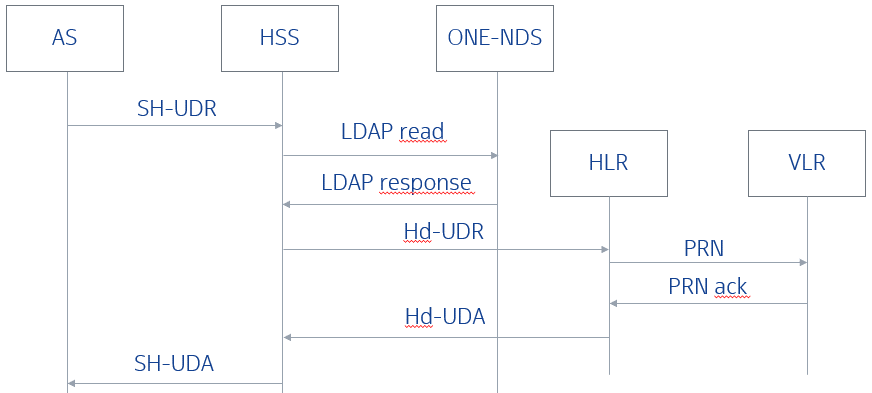 AS
HSS
ONE-NDS
SH-UDR
LDAP read
HLR
VLR
LDAP response
Hd-UDR
PRN
PRN ack
Hd-UDA
SH-UDA